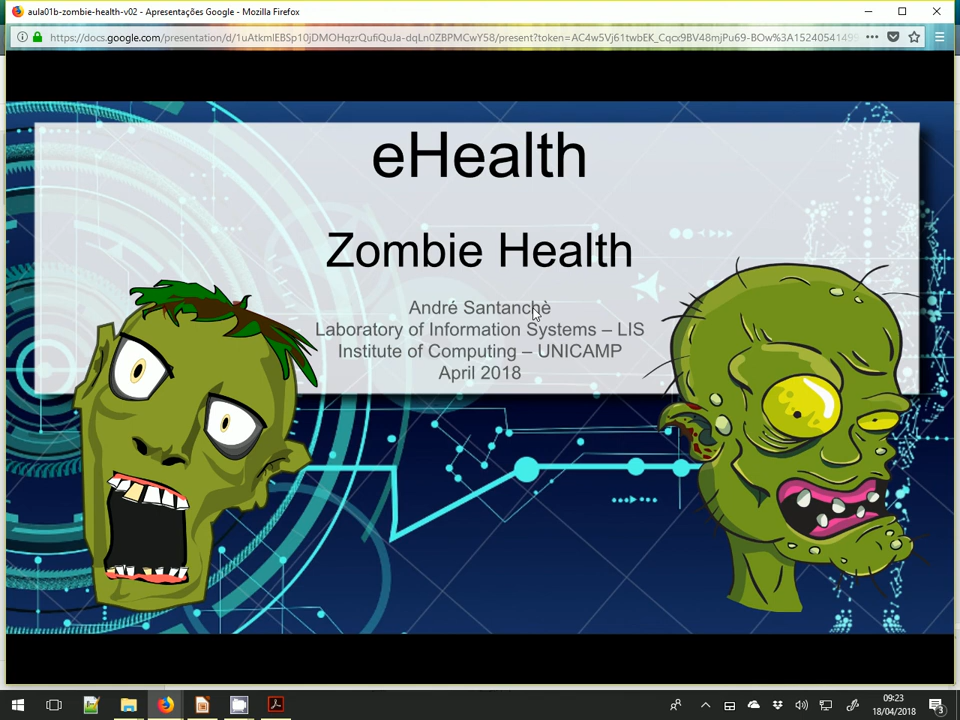 aula01b-zombie-health-v02 - Apresentações Google - Mozilla Firefox
eHealth
Zombie Health
André Santanchè
Laboratory of Information Systems – LIS
Institute of Computing – UNICAMP
April 2018
09:23
18/04/2018
3